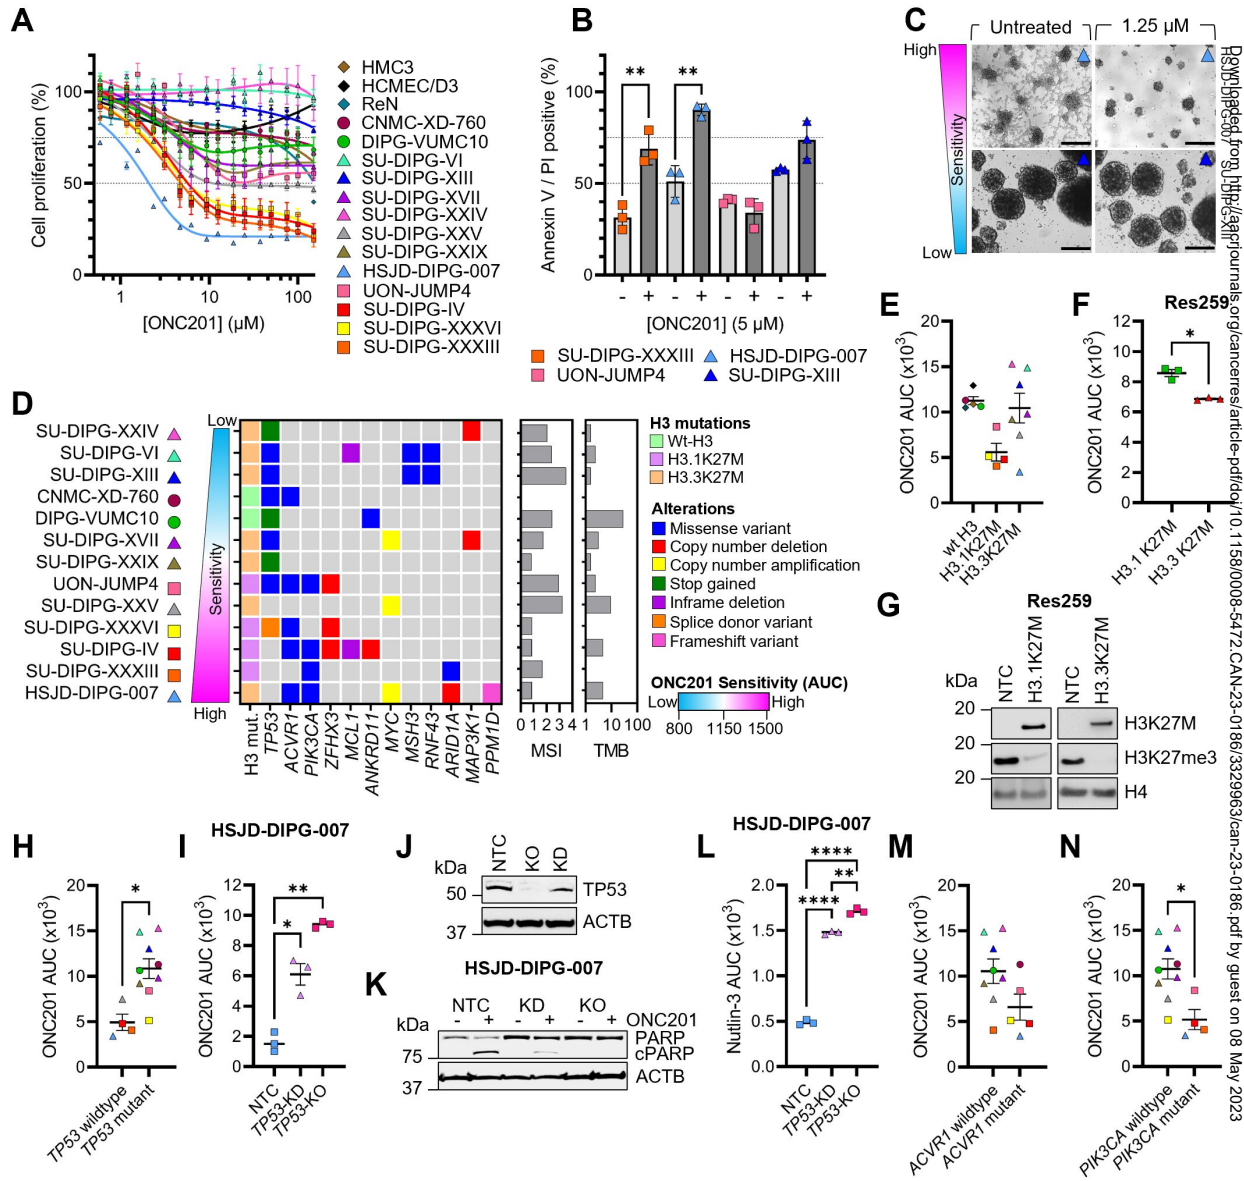 A
Cell proliferation (%)
100
50
0
1
10
100
[ONC201] (µM)
HMC3
HCMEC/D3
ReN
CNMC-XD-760
DIPG-VUMC10
SU-DIPG-VI
SU-DIPG-XIII
SU-DIPG-XVII
SU-DIPG-XXIV
SU-DIPG-XXV
SU-DIPG-XXIX
HSJD-DIPG-007
UON-JUMP4
SU-DIPG-IV
SU-DIPG-XXXVI
SU-DIPG-XXXIII
B
Annexin V / PI positive (%)
100
50
0
** **
- + - + - + - +
[ONC201] (5 µM)
SU-DIPG-XXXIII HSJD-DIPG-007
UON-JUMP4 SU-DIPG-XIII
C
Untreated 1.25 µM
High
Sensitivity
Low
HSJD-DIPG-007
SU-DIPG-XIII
D
SU-DIPG-XXIV
SU-DIPG-VI
SU-DIPG-XIII
CNMC-XD-760
DIPG-VUMC10
SU-DIPG-XVII
SU-DIPG-XXIX
UON-JUMP4
SU-DIPG-XXV
SU-DIPG-XXXVI
SU-DIPG-IV
SU-DIPG-XXXIII
HSJD-DIPG-007
Low
Sensitivity
High
H3 mut.
TP53
ACVR1
PIK3CA
ZFHX3
MCL1
ANKRD11
MYC
MSH3
RNF43
ARID1A
MAP3K1
PPM1D
0 1 2 3 4
MSI
1 10 100
TMB
H3 mutations
Wt-H3
H3.1K27M
H3.3K27M
Alterations
Missense variant
Copy number deletion
Copy number amplification
Stop gained
Inframe deletion
Splice donor variant
Frameshift variant
ONC201 Sensitivity (AUC)
800 1150 1500
E
ONC201 AUC (x10³)
20
15
10
5
0
wt H3
H3.1K27M
H3.3K27M
F
Res259
ONC201 AUC (x10³)
12
10
8
6
4
2
0
*
H3.1 K27M
H3.3 K27M
G
Res259
kDa
NTC
H3.1K27M
NTC
H3.3K27M
20
20
H3K27M
H3K27me3
H4
H
ONC201 AUC (x10³)
20
15
10
5
0
*
TP53 wildtype
TP53 mutant
I
HSJD-DIPG-007
ONC201 AUC (x10³)
12
10
8
6
4
2
0
**
*
NTC
TP53-KD
TP53-KO
J
kDa
NTC
KO
KD
50
37
TP53
ACTB
K
HSJD-DIPG-007
NTC KD KO
kDa
- + - + - + ONC201
75
37
PARP
cPARP
ACTB
L
HSJD-DIPG-007
Nutlin-3 AUC (x10³)
2.0
1.5
1.0
0.5
0.0
****
**
****
NTC
TP53-KD
TP53-KO
M
ONC201 AUC (x10³)
20
15
10
5
0
ACVR1 wildtype
ACVR1 mutant
N
ONC201 AUC (x10³)
20
15
10
5
0
*
PIK3CA wildtype
PIK3CA mutant
Downloaded from http://aacrjournals.org/cancerres/article-pdf/doi/10.1158/0008-5472.CAN-23-0186/3329963/can-23-0186.pdf by guest on 08 May 2023